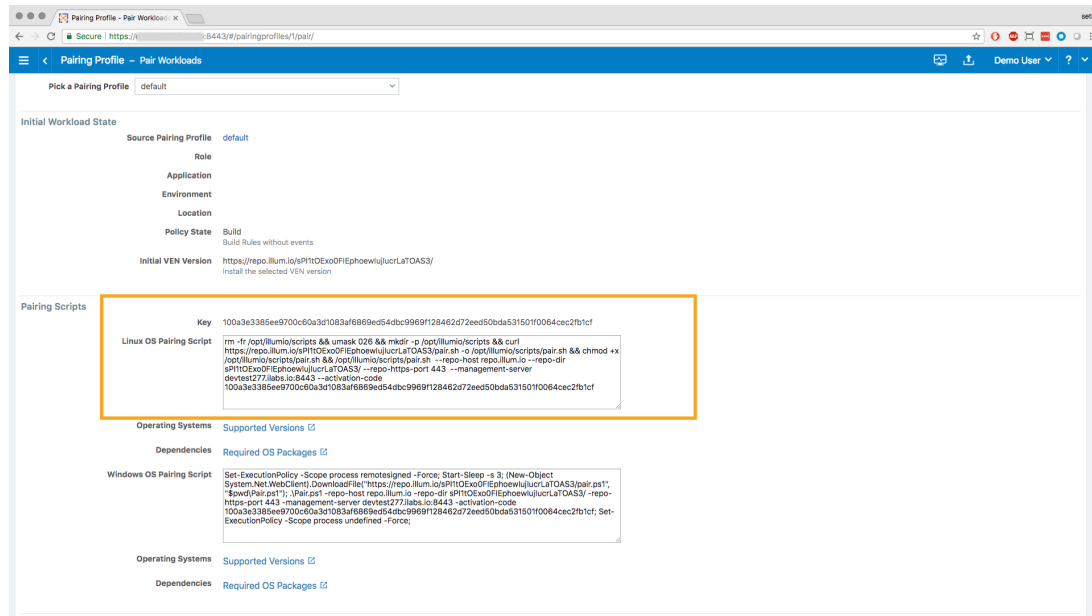 Pairing Profile - Pair Workloads
set
Secure | https:// :8443/#/pairingprofiles/1/pair/
Pairing Profile – Pair Workloads
Demo User
?
Pick a Pairing Profile default
Initial Workload State
Source Pairing Profile default
Role
Application
Environment
Location
Policy State Build
Build Rules without events
Initial VEN Version https://repo.illum.io/sPl1tOExo0FIEphoewIujIucrLaTOAS3/
Install the selected VEN version
Pairing Scripts
Key 100a3e3385ee9700c60a3d1083af6869ed54dbc9969f128462d72eed50bda531501f0064cec2fb1cf
Linux OS Pairing Script rm -fr /opt/illumio/scripts && umask 026 && mkdir -p /opt/illumio/scripts && curl
https://repo.illum.io/sPl1tOExo0FIEphoewIujIucrLaTOAS3/pair.sh -o /opt/illumio/scripts/pair.sh && chmod +x
/opt/illumio/scripts/pair.sh && /opt/illumio/scripts/pair.sh --repo-host repo.illum.io --repo-dir
sPl1tOExo0FIEphoewIujIucrLaTOAS3/ --repo-https-port 443 --management-server
devtest277.ilabs.io:8443 --activation-code
100a3e3385ee9700c60a3d1083af6869ed54dbc9969f128462d72eed50bda531501f0064cec2fb1cf
Operating Systems Supported Versions
Dependencies Required OS Packages
Windows OS Pairing Script Set-ExecutionPolicy -Scope process remotesigned -Force; Start-Sleep -s 3; (New-Object
System.Net.WebClient).DownloadFile("https://repo.illum.io/sPl1tOExo0FIEphoewIujIucrLaTOAS3/pair.ps1",
"$pwd\Pair.ps1"); .\Pair.ps1 -repo-host repo.illum.io -repo-dir sPl1tOExo0FIEphoewIujIucrLaTOAS3/ -repo-
https-port 443 -management-server devtest277.ilabs.io:8443 -activation-code
100a3e3385ee9700c60a3d1083af6869ed54dbc9969f128462d72eed50bda531501f0064cec2fb1cf; Set-
ExecutionPolicy -Scope process undefined -Force;
Operating Systems Supported Versions
Dependencies Required OS Packages